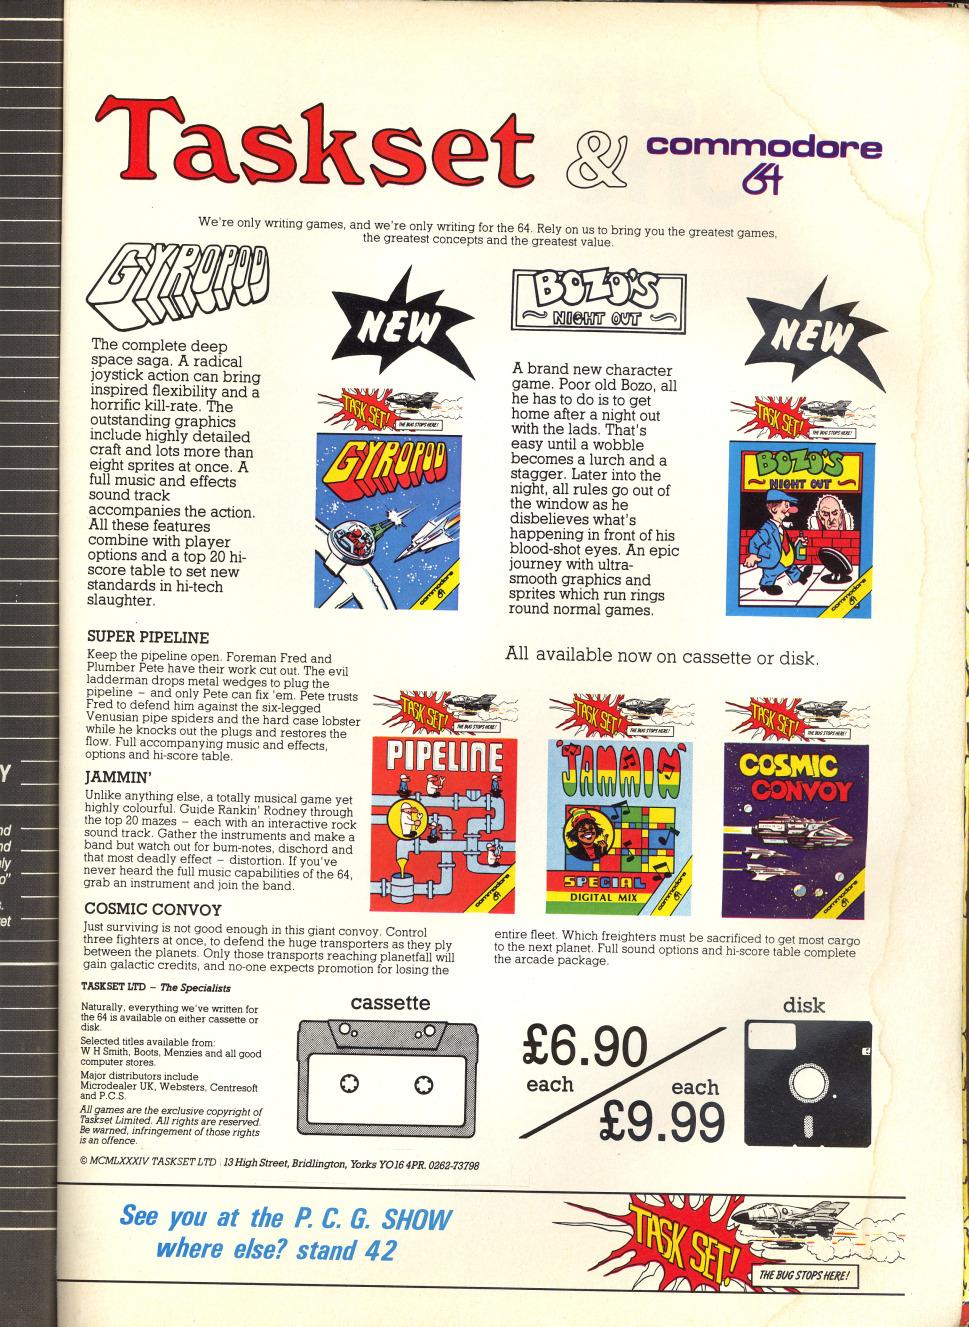 Taskset & commodore
64
We're only writing games, and we're only writing for the 64. Rely on us to bring you the greatest games,
the greatest concepts and the greatest value.
GYROPOD
NEW
The complete deep
space saga. A radical
joystick action can bring
inspired flexibility and a
horrific kill-rate. The
outstanding graphics
include highly detailed
craft and lots more than
eight sprites at once. A
full music and effects
sound track
accompanies the action.
All these features
combine with player
options and a top 20 hi-
score table to set new
standards in hi-tech
slaughter.
TASK SET!
THE BUG STOPS HERE!
GYROPOD
commodore
64
BOZO'S
NIGHT OUT
NEW
A brand new character
game. Poor old Bozo, all
he has to do is to get
home after a night out
with the lads. That's
easy until a wobble
becomes a lurch and a
stagger. Later into the
night, all rules go out of
the window as he
disbelieves what's
happening in front of his
blood-shot eyes. An epic
journey with ultra-
smooth graphics and
sprites which run rings
round normal games.
TASK SET!
THE BUG STOPS HERE!
BOZO'S
NIGHT OUT
commodore
64
SUPER PIPELINE
Keep the pipeline open. Foreman Fred and
Plumber Pete have their work cut out. The evil
ladderman drops metal wedges to plug the
pipeline – and only Pete can fix 'em. Pete trusts
Fred to defend him against the six-legged
Venusian pipe spiders and the hard case lobster
while he knocks out the plugs and restores the
flow. Full accompanying music and effects,
options and hi-score table.
JAMMIN'
Unlike anything else, a totally musical game yet
highly colourful. Guide Rankin' Rodney through
the top 20 mazes – each with an interactive rock
sound track. Gather the instruments and make a
band but watch out for bum-notes, dischord and
that most deadly effect – distortion. If you've
never heard the full music capabilities of the 64,
grab an instrument and join the band.
All available now on cassette or disk.
TASK SET!
THE BUG STOPS HERE!
PIPELINE
commodore
64
TASK SET!
THE BUG STOPS HERE!
'JAMMIN'
SPECIAL
DIGITAL MIX
commodore
64
TASK SET!
THE BUG STOPS HERE!
COSMIC
CONVOY
commodore
64
COSMIC CONVOY
Just surviving is not good enough in this giant convoy. Control
three fighters at once, to defend the huge transporters as they ply
between the planets. Only those transports reaching planetfall will
gain galactic credits, and no-one expects promotion for losing the
entire fleet. Which freighters must be sacrificed to get most cargo
to the next planet. Full sound options and hi-score table complete
the arcade package.
TASKSET LTD – The Specialists
Naturally, everything we've written for
the 64 is available on either cassette or
disk.
Selected titles available from:
W H Smith, Boots, Menzies and all good
computer stores.
Major distributors include
Microdealer UK, Websters, Centresoft
and P.C.S.
All games are the exclusive copyright of
Taskset Limited. All rights are reserved.
Be warned, infringement of those rights
is an offence.
© MCMLXXXIV TASKSET LTD | 13 High Street, Bridlington, Yorks YO16 4PR. 0262-73798
cassette
£6.90
each
disk
each
£9.99
See you at the P. C. G. SHOW
where else? stand 42
TASK SET!
THE BUG STOPS HERE!